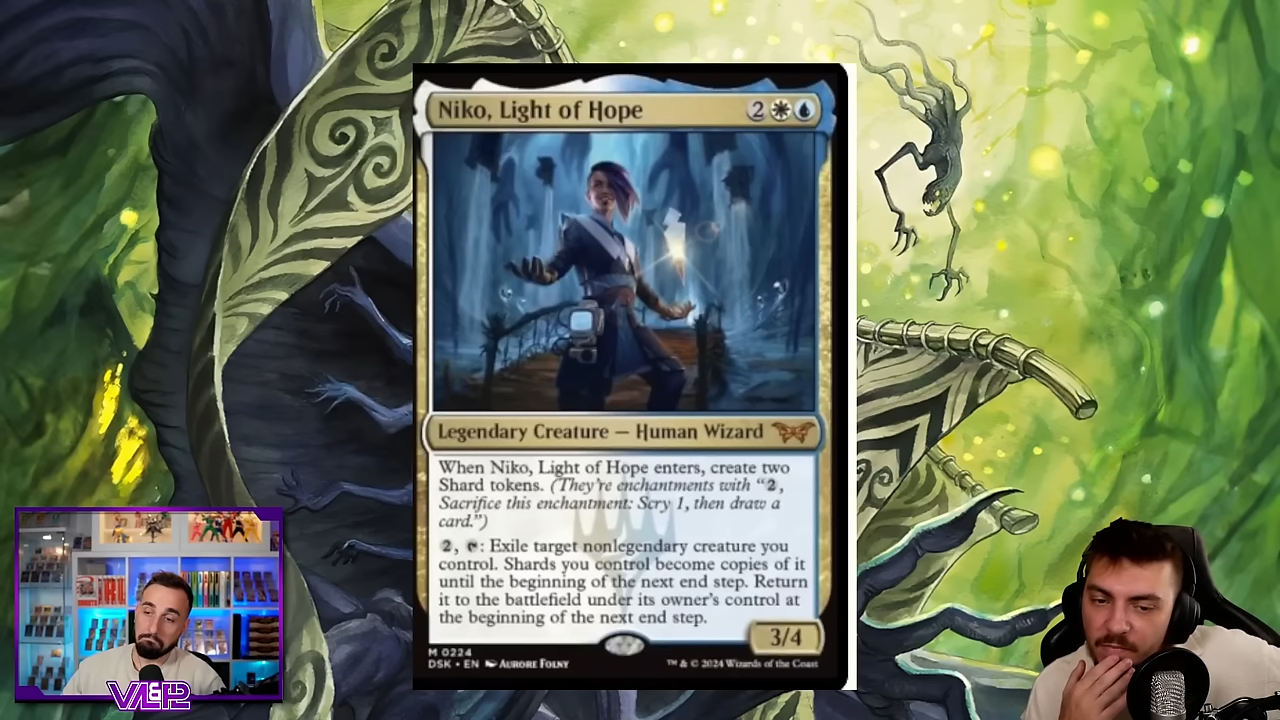 Niko, Light of Hope 2
Legendary Creature — Human Wizard
When Niko, Light of Hope enters, create two
Shard tokens. (They're enchantments with "2,
Sacrifice this enchantment: Scry 1, then draw a
card.")
2, : Exile target nonlegendary creature you
control. Shards you control become copies of it
until the beginning of the next end step. Return
it to the battlefield under its owner's control at
the beginning of the next end step.
3/4
M 0224
DSK • EN AURORE FOLNY ™ & © 2024 Wizards of the Coast